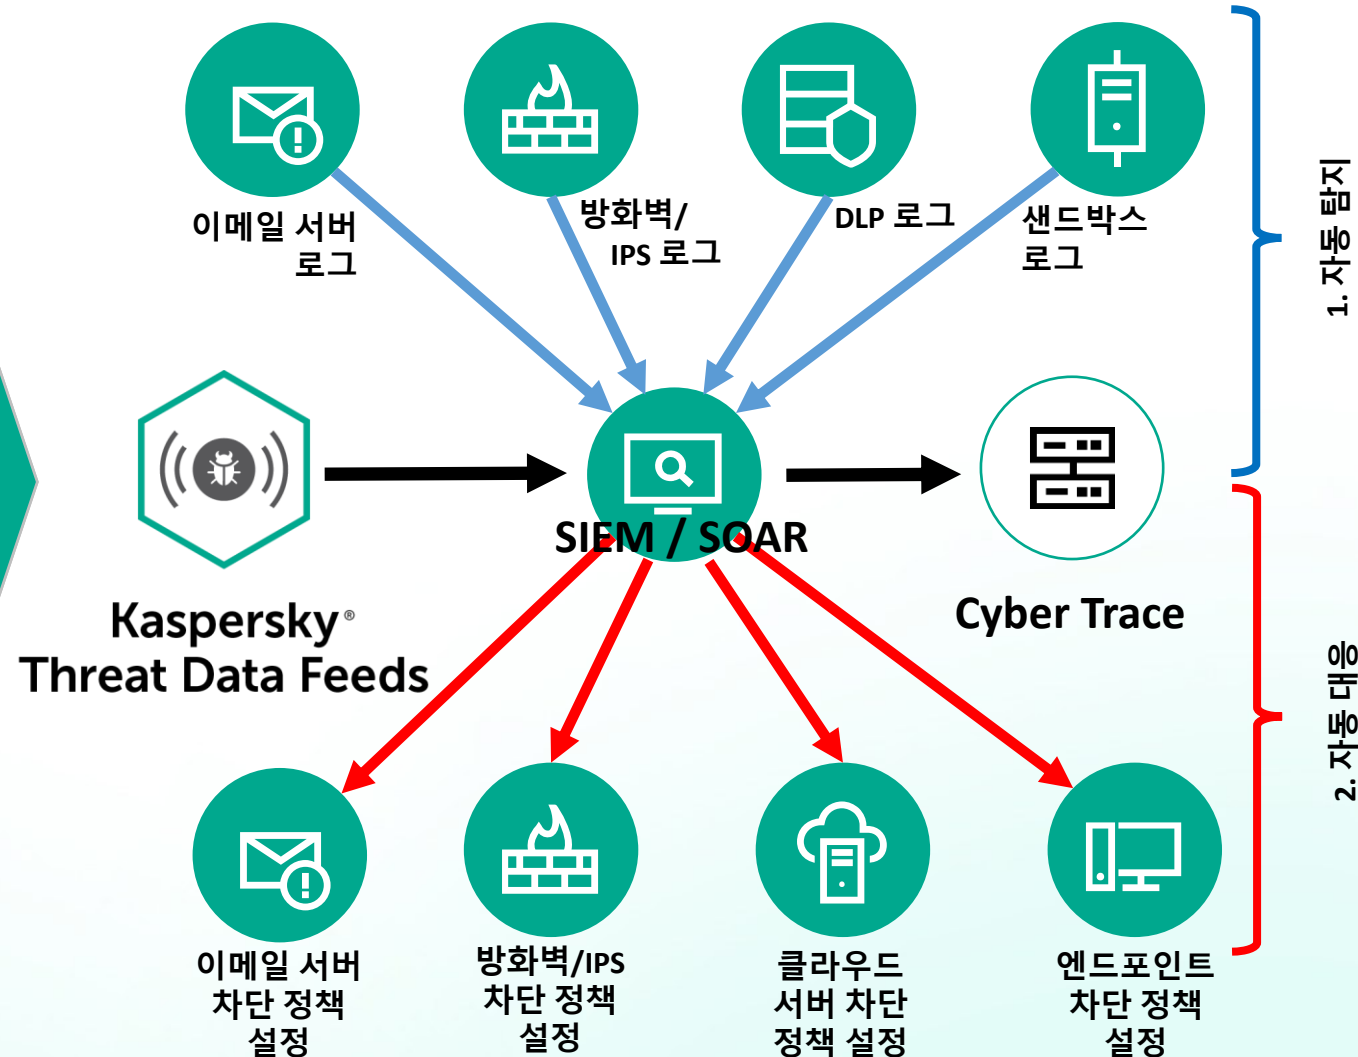 이메일 서버
로그
방화벽/
IPS 로그
DLP 로그
샌드박스
로그
1. 자동 탐지
SIEM / SOAR
Kaspersky®
Threat Data Feeds
Cyber Trace
2. 자동 대응
이메일 서버
차단 정책
설정
방화벽/IPS
차단 정책
설정
클라우드
서버 차단
정책 설정
엔드포인트
차단 정책
설정